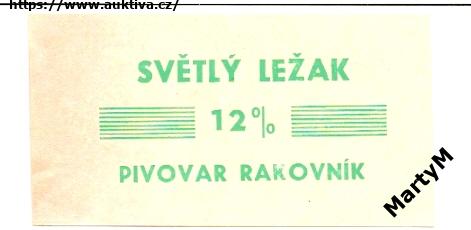 https://www.auktiva.cz/
SVĚTLÝ LEŽAK
12%
PIVOVAR RAKOVNÍK
MartyM